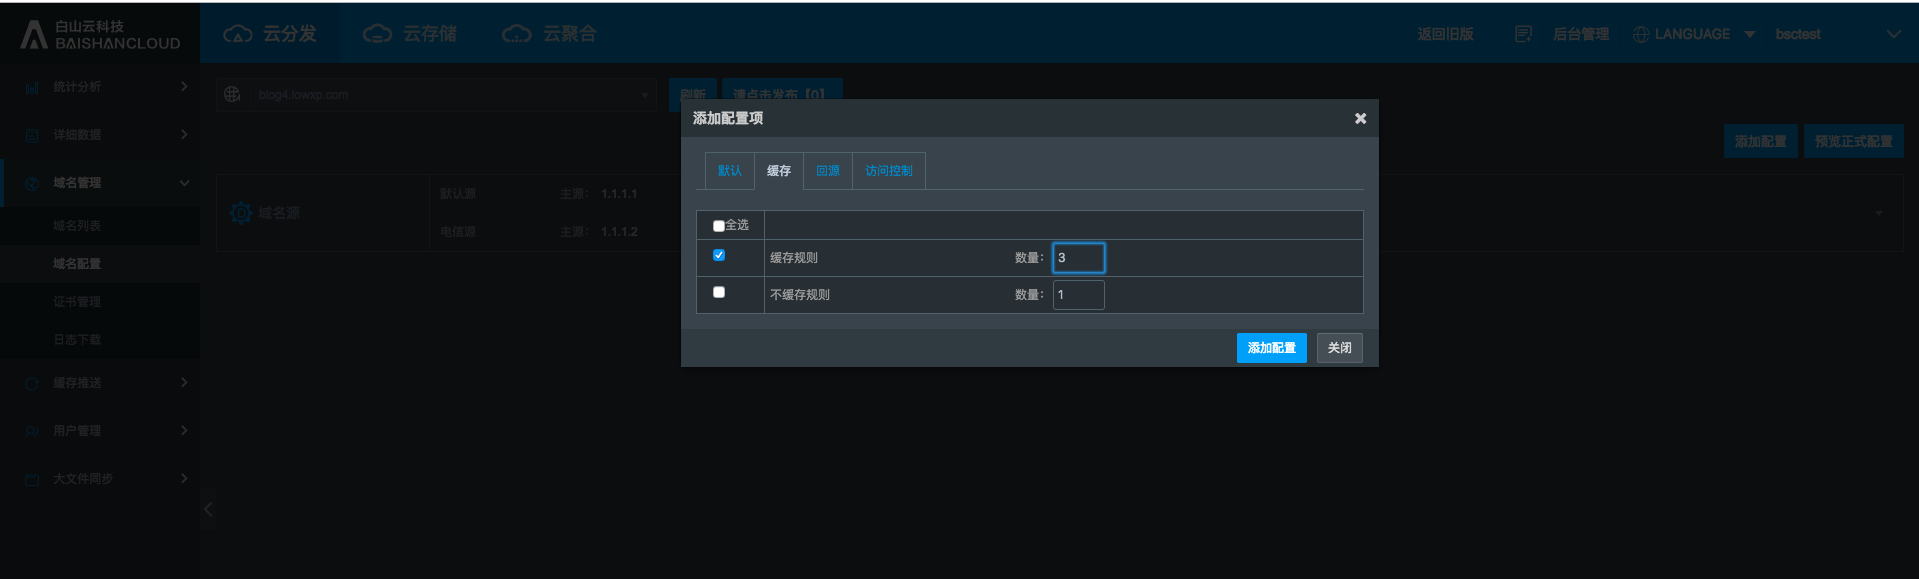 白山云科技
BAISHANCLOUD
云分发
云存储
云聚合
返回旧版
后台管理
LANGUAGE
bsctest
统计分析
详细数据
域名管理
域名列表
域名配置
证书管理
日志下载
缓存推送
用户管理
大文件同步
blog4.lowxp.com
刷新
请点击发布【0】
添加配置
预览正式配置
域名源
默认源
主源：
1.1.1.1
电信源
主源：
1.1.1.2
添加配置项
默认
缓存
回源
访问控制
全选
缓存规则
数量：
3
不缓存规则
数量：
1
添加配置
关闭